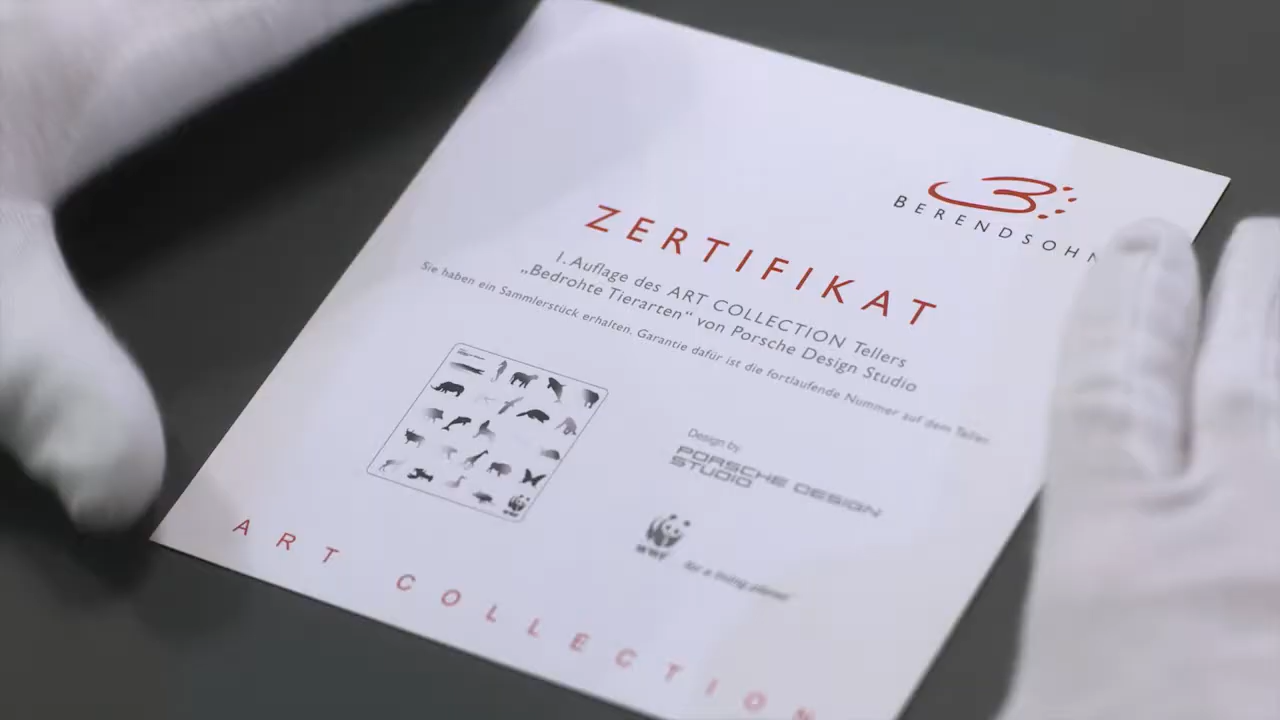 BERENDSOHN
ZERTIFIKAT
1. Auflage des ART COLLECTION Tellers
„Bedrohte Tierarten“ von Porsche Design Studio
Sie haben ein Sammlerstück erhalten. Garantie dafür ist die fortlaufende Nummer auf dem Teller.
Design by
PORSCHE DESIGN
STUDIO
WWF
for a living planet
ART COLLECTION